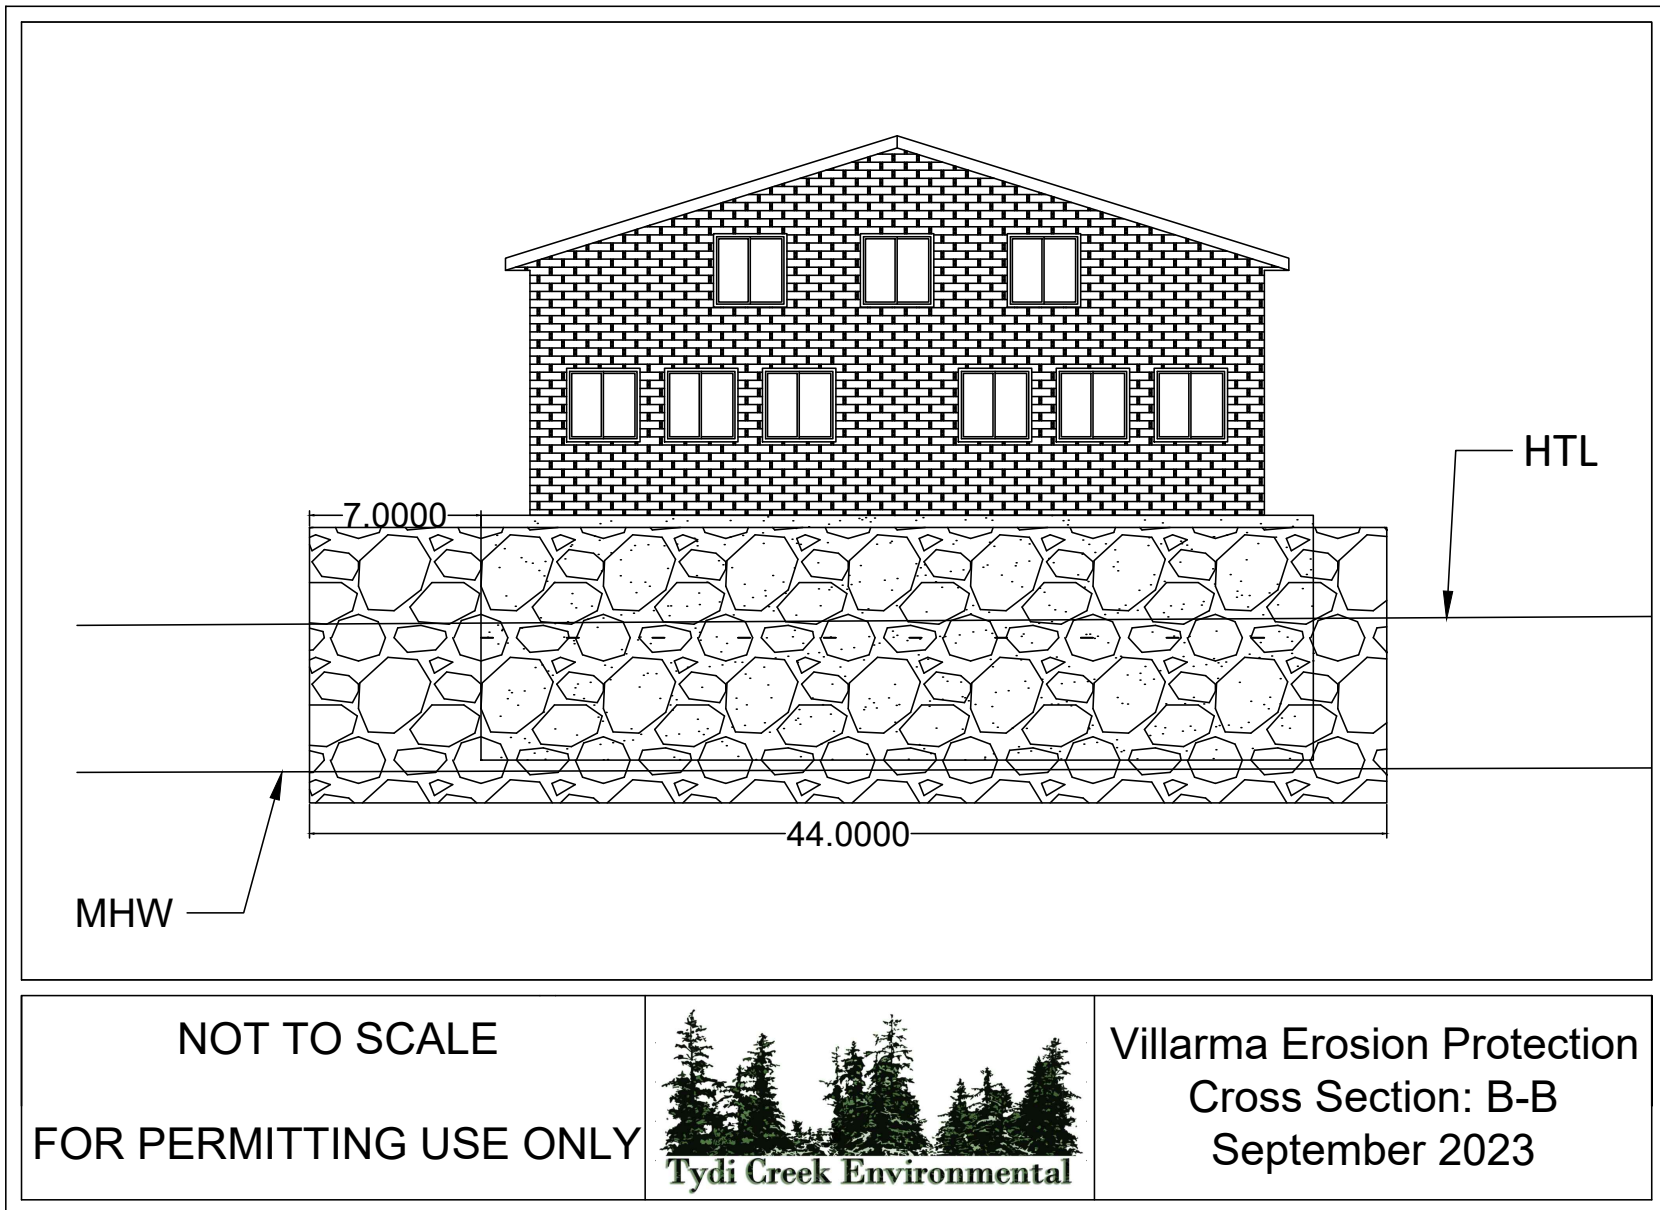 HTL
7.0000
44.0000
MHW
NOT TO SCALE
FOR PERMITTING USE ONLY
Tydi Creek Environmental
Villarma Erosion Protection
Cross Section: B-B
September 2023